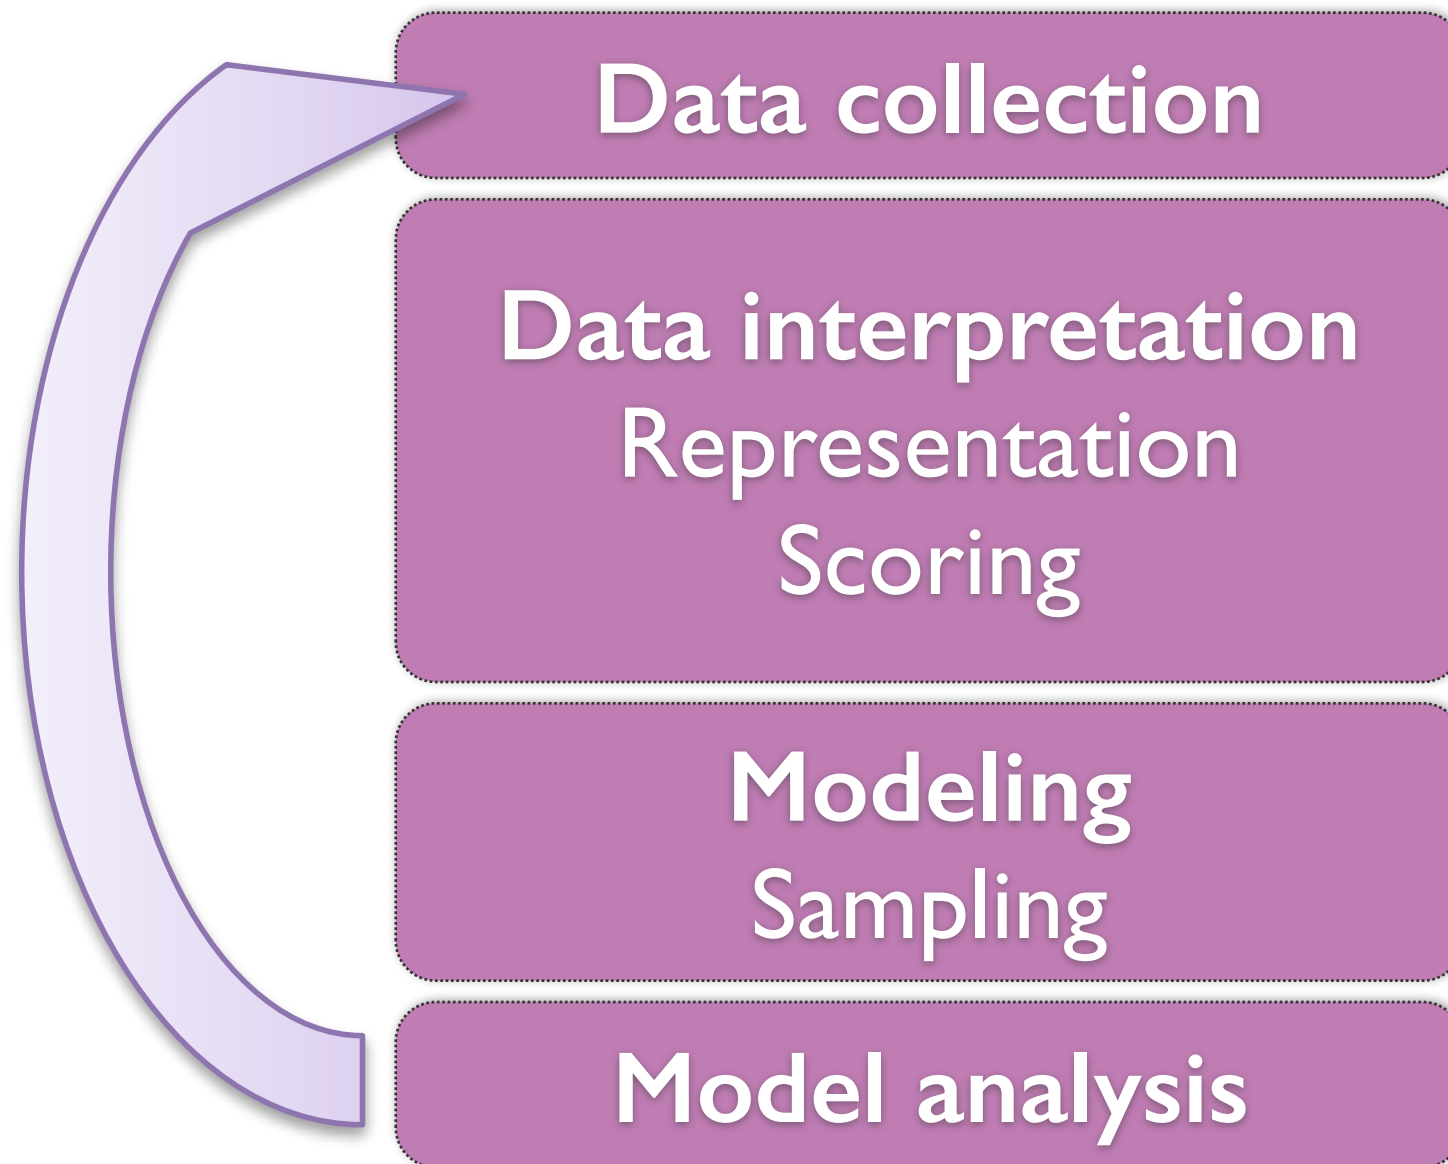 Data collection
Data interpretation
Representation
Scoring
Modeling
Sampling
Model analysis